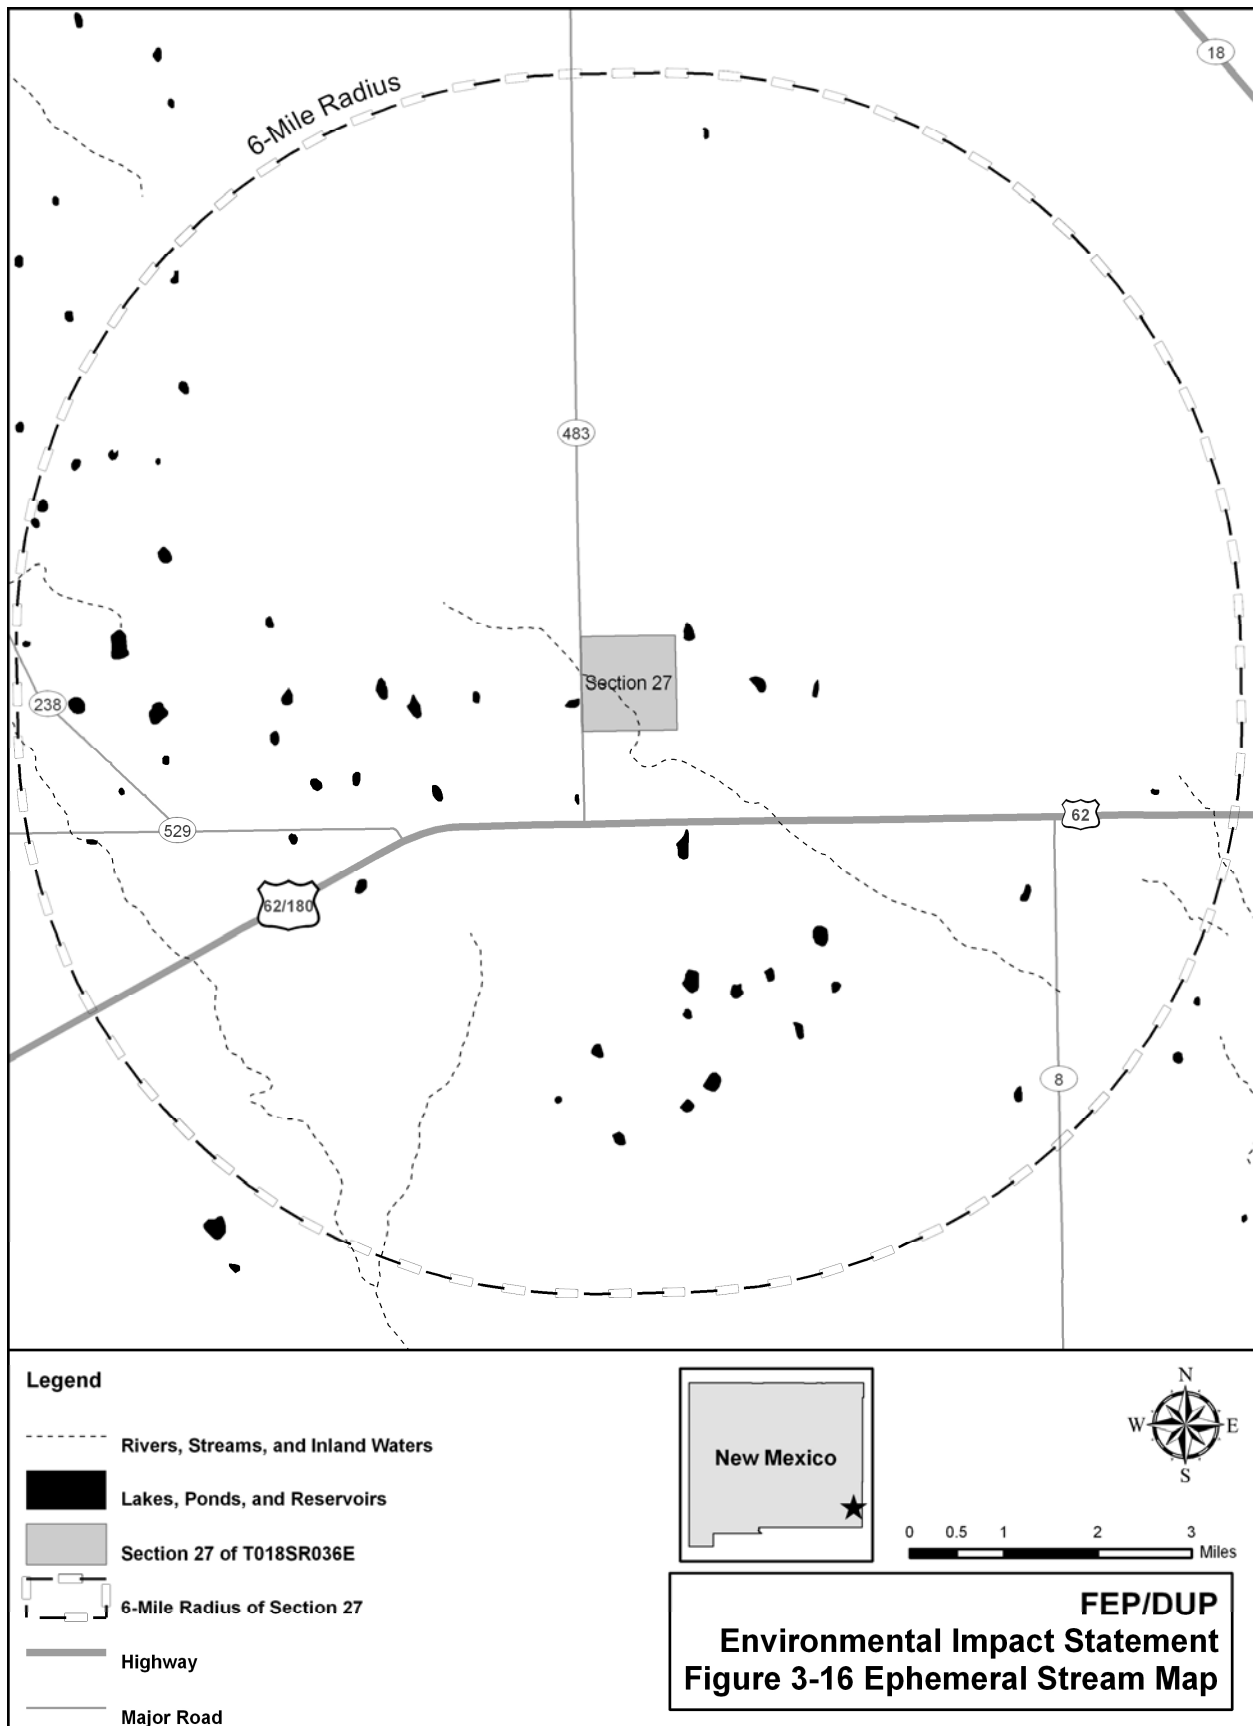 18
6-Mile Radius
483
Section 27
238
62
529
62/180
8
Legend
Rivers, Streams, and Inland Waters
Lakes, Ponds, and Reservoirs
Section 27 of T018SR036E
6-Mile Radius of Section 27
Highway
Major Road
New Mexico
N
W E
S
0 0.5 1 2 3
Miles
FEP/DUP
Environmental Impact Statement
Figure 3-16 Ephemeral Stream Map